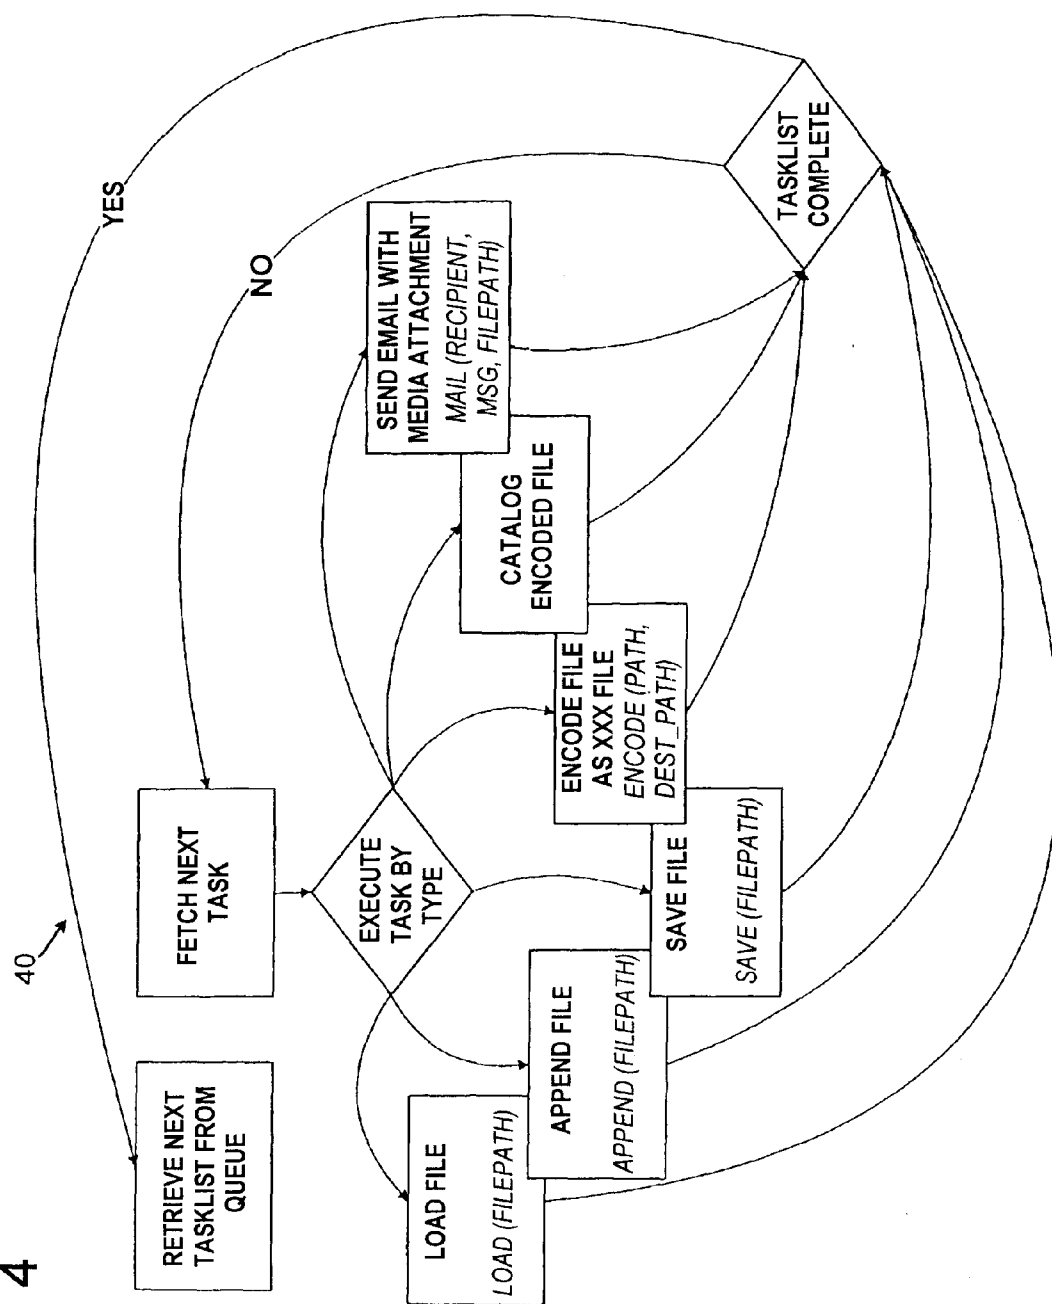 4
40
YES
NO
RETRIEVE NEXT
TASKLIST FROM
QUEUE
FETCH NEXT
TASK
EXECUTE
TASK BY
TYPE
LOAD FILE
LOAD (FILEPATH)
APPEND FILE
APPEND (FILEPATH)
SAVE FILE
SAVE (FILEPATH)
ENCODE FILE
AS XXX FILE
ENCODE (PATH,
DEST_PATH)
CATALOG
ENCODED FILE
SEND EMAIL WITH
MEDIA ATTACHMENT
MAIL (RECIPIENT,
MSG, FILEPATH)
TASKLIST
COMPLETE